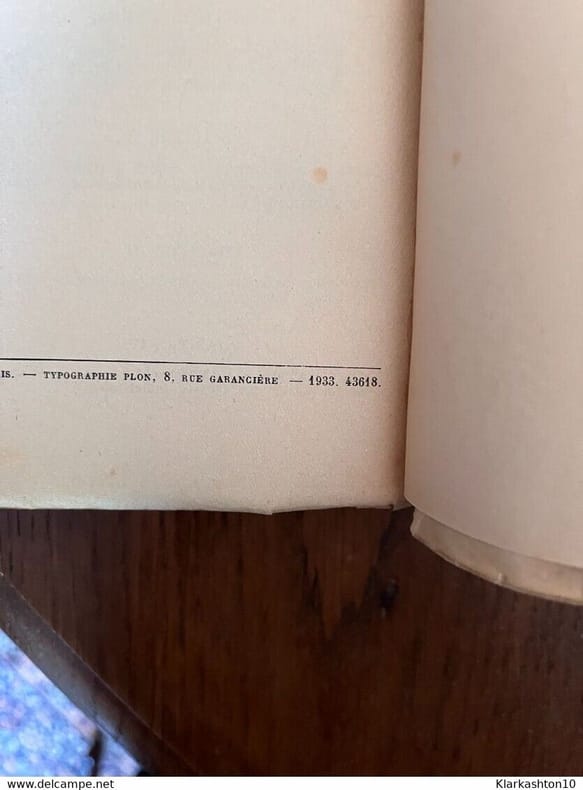 IS. — TYPOGRAPHIE PLON, 8, RUE GARANCIÈRE — 1933. 43618.
www.delcampe.net
Klarkashton10